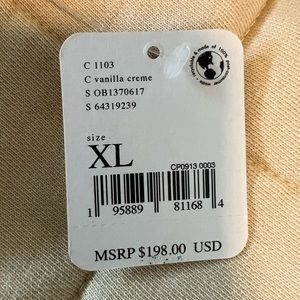 C 1103
C vanilla creme
S OB1370617
S 64319239
size
XL
CP0913 0003
1 95889 81168 4
MSRP $198.00 USD